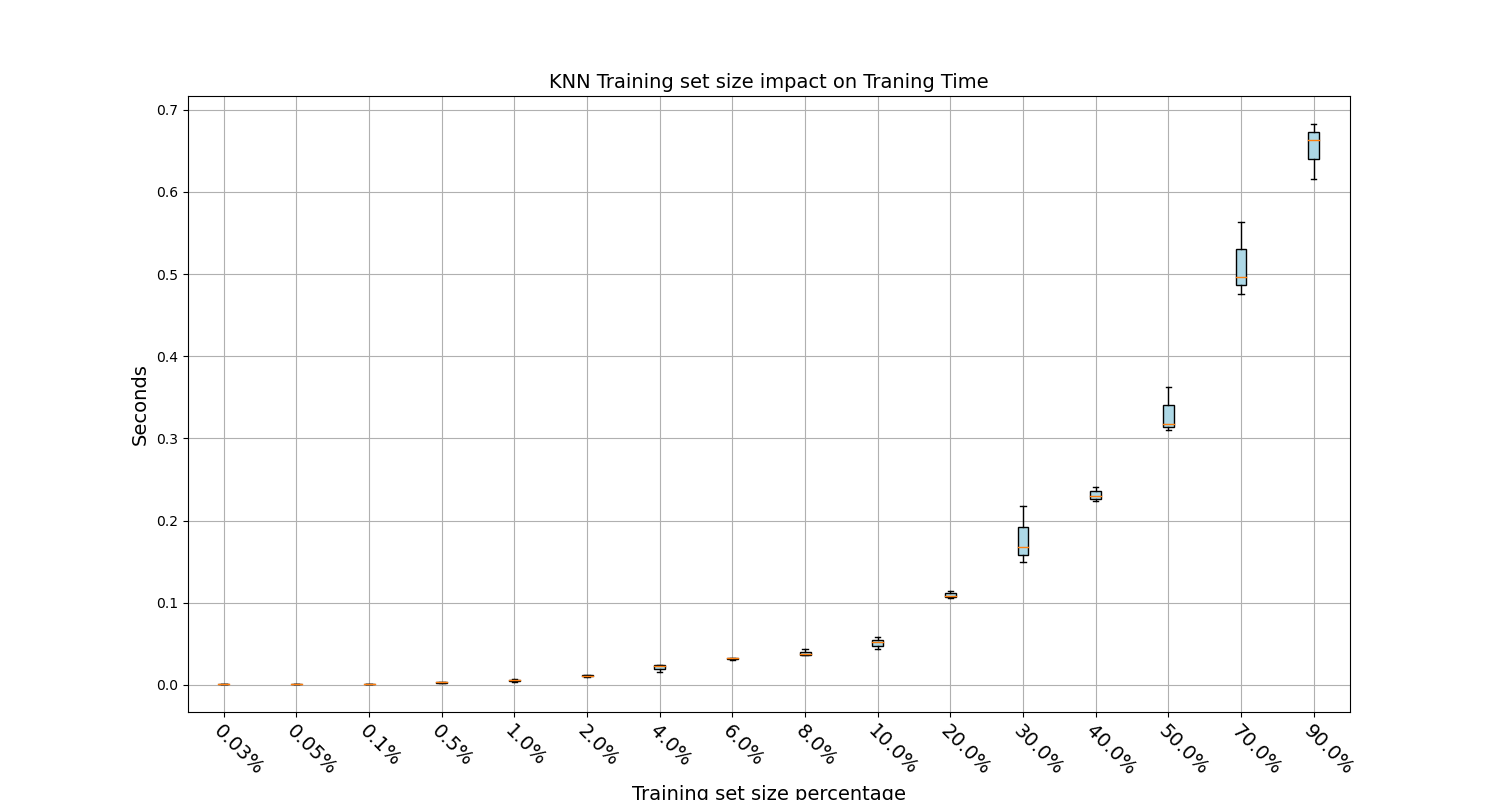 KNN Training set size impact on Traning Time
0.7
0.6
0.5
0.4
0.3
0.2
0.1
0.0
Seconds
0.03% 0.05% 0.1% 0.5% 1.0% 2.0% 4.0% 6.0% 8.0% 10.0% 20.0% 30.0% 40.0% 50.0% 70.0% 90.0%
Training set size percentage